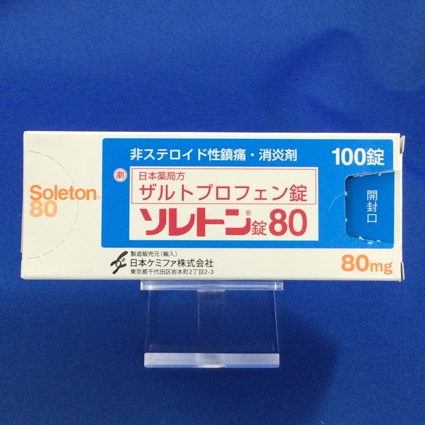 Soleton®
80
非ステロイド性鎮痛・消炎剤
100錠
劇
日本薬局方
ザルトプロフェン錠
ソレトン®錠80
開封口
製造販売元(輸入)
日本ケミファ株式会社
東京都千代田区岩本町2丁目2-3
80mg